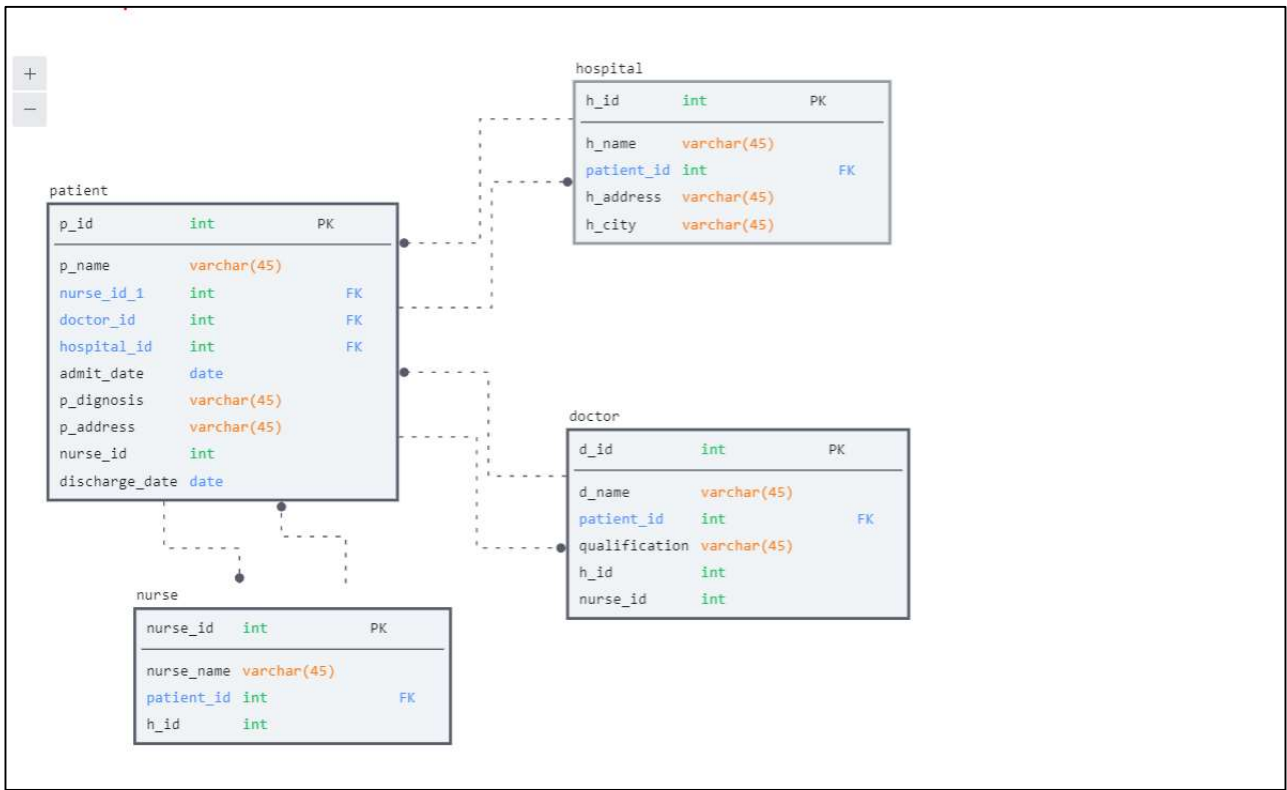 +
−
hospital
h_id int PK
h_name varchar(45)
patient_id int FK
h_address varchar(45)
h_city varchar(45)
patient
p_id int PK
p_name varchar(45)
nurse_id_1 int FK
doctor_id int FK
hospital_id int FK
admit_date date
p_dignosis varchar(45)
p_address varchar(45)
nurse_id int
discharge_date date
doctor
d_id int PK
d_name varchar(45)
patient_id int FK
qualification varchar(45)
h_id int
nurse_id int
nurse
nurse_id int PK
nurse_name varchar(45)
patient_id int FK
h_id int